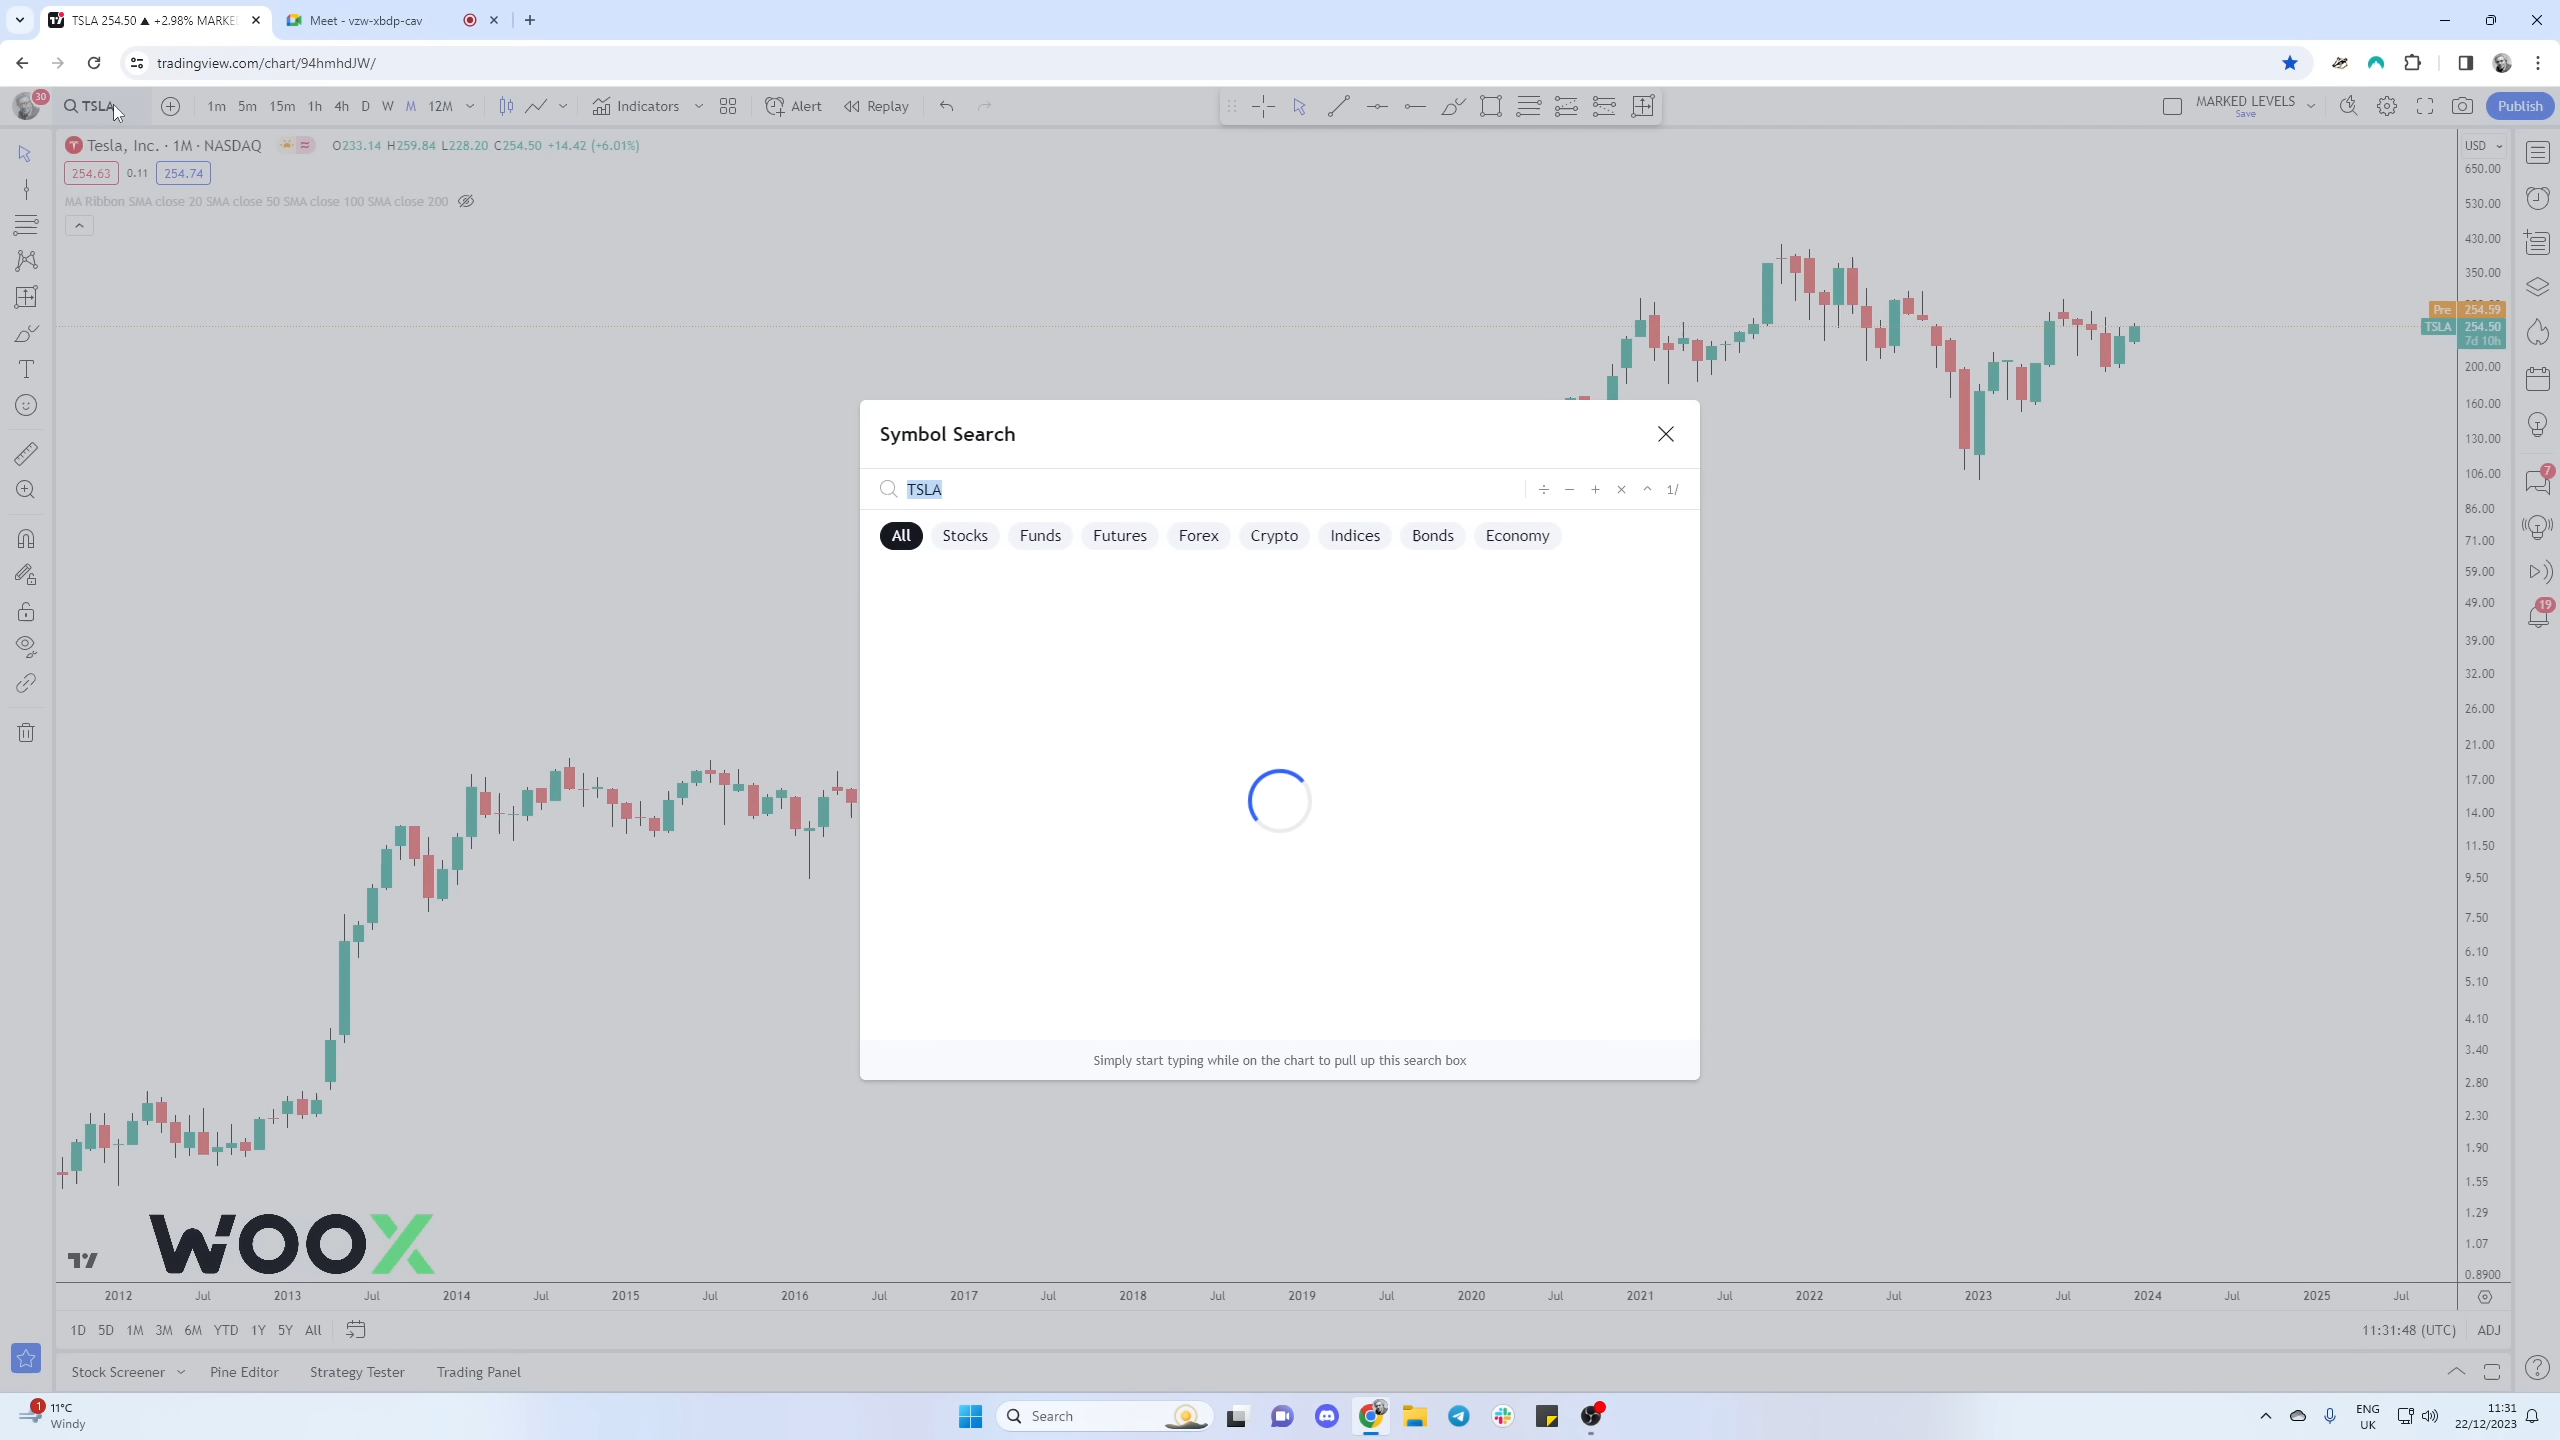 TSLA 254.50 ▲ +2.98% MARKE
Meet - vzw-xbdp-cav
tradingview.com/chart/94hmhdJW/
30
TSLA
1m 5m 15m 1h 4h D W M 12M
Indicators
Alert
Replay
MARKED LEVELS
Save
Publish
Tesla, Inc. · 1M · NASDAQ
O233.14 H259.84 L228.20 C254.50 +14.42 (+6.01%)
254.63 0.11 254.74
MA Ribbon SMA close 20 SMA close 50 SMA close 100 SMA close 200
USD
650.00
530.00
430.00
350.00
Pre 254.59
TSLA 254.50
7d 10h
200.00
160.00
130.00
106.00
86.00
71.00
59.00
49.00
39.00
32.00
26.00
21.00
17.00
14.00
11.50
9.50
7.50
6.10
5.10
4.10
3.40
2.80
2.30
1.90
1.55
1.29
1.07
0.8900
7
19
Symbol Search
TSLA
÷ − + × ^ 1/
All Stocks Funds Futures Forex Crypto Indices Bonds Economy
Simply start typing while on the chart to pull up this search box
WOOX
2012 Jul 2013 Jul 2014 Jul 2015 Jul 2016 Jul 2017 Jul 2018 Jul 2019 Jul 2020 Jul 2021 Jul 2022 Jul 2023 Jul 2024 Jul 2025 Jul
1D 5D 1M 3M 6M YTD 1Y 5Y All
11:31:48 (UTC) ADJ
Stock Screener Pine Editor Strategy Tester Trading Panel
1
11°C
Windy
Search
ENG
UK
11:31
22/12/2023